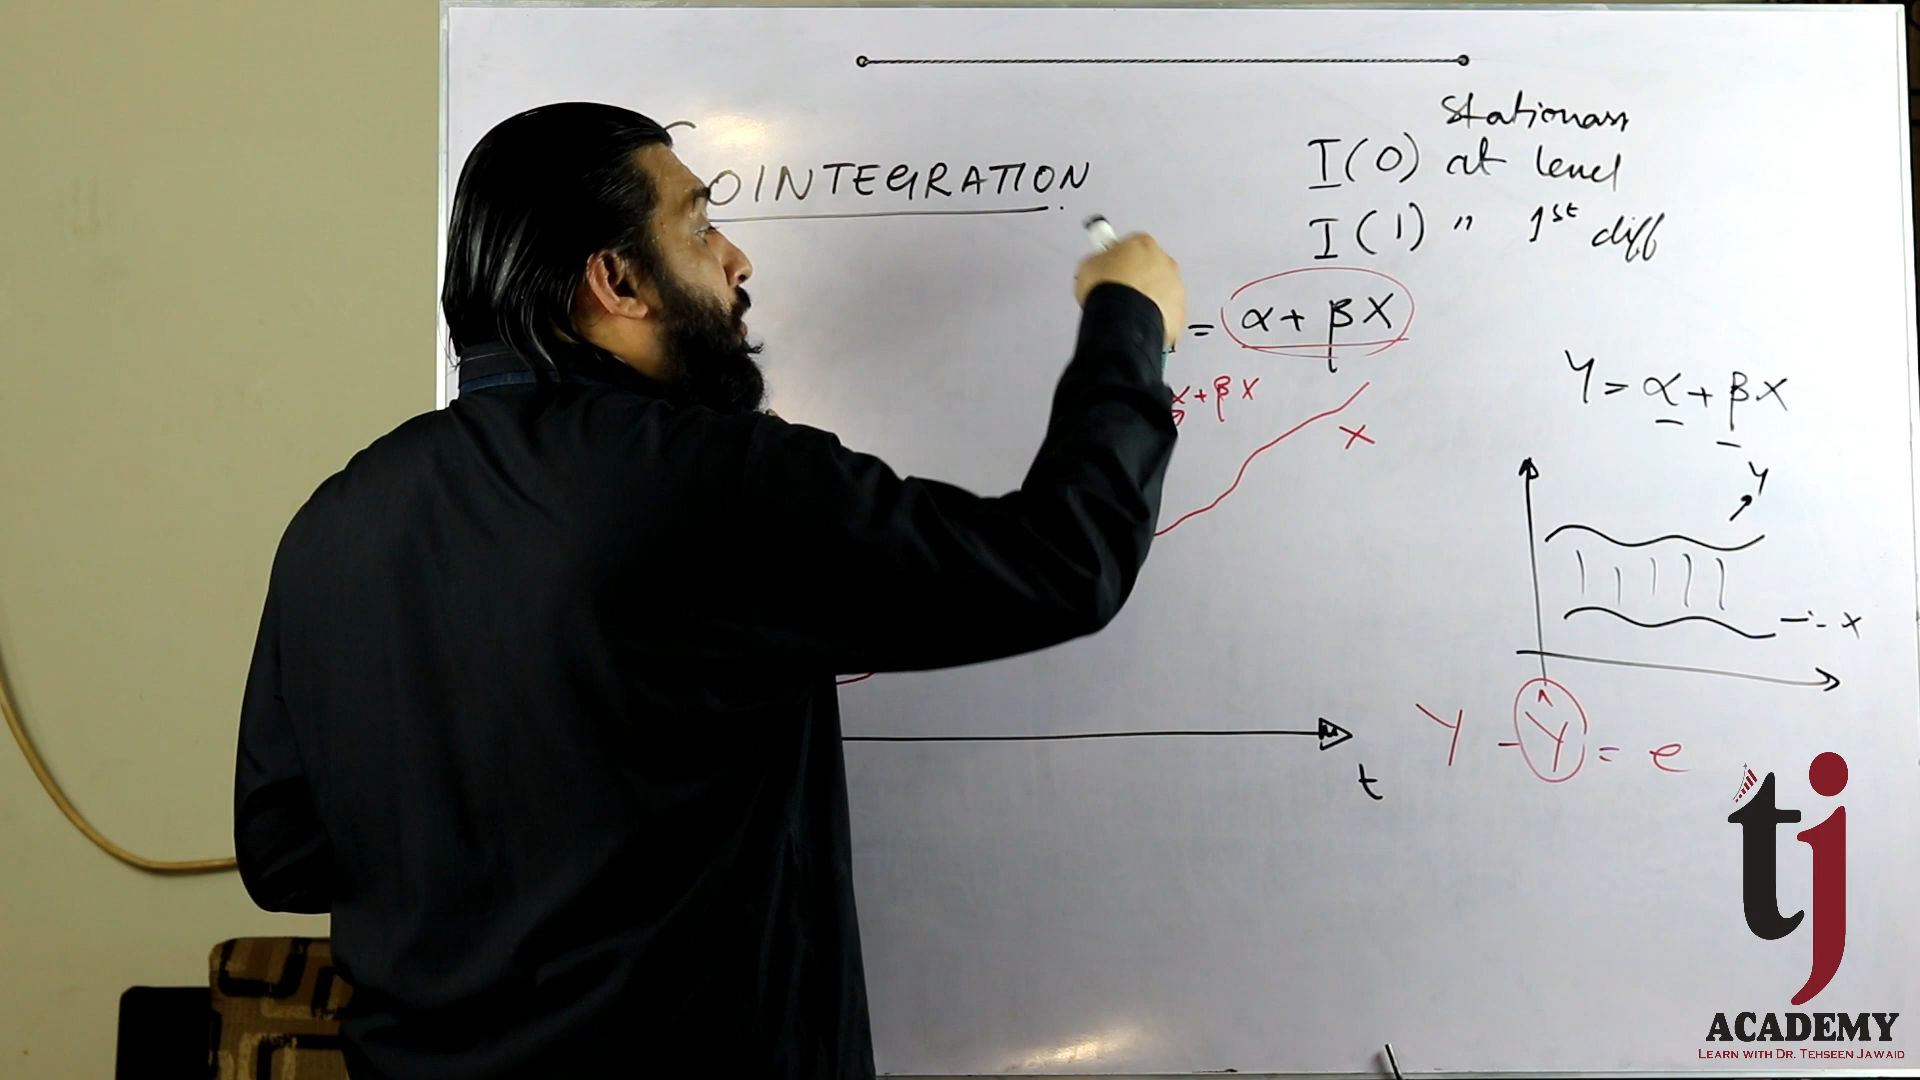 OINTEGRATION
Stationary
I(0) at level
I(1) " 1st diff
= α + βX
α + βX
X
Y = α + βX
Y
X
Y - Ŷ = e
t
tj
ACADEMY
LEARN WITH DR. TEHSEEN JAWAID